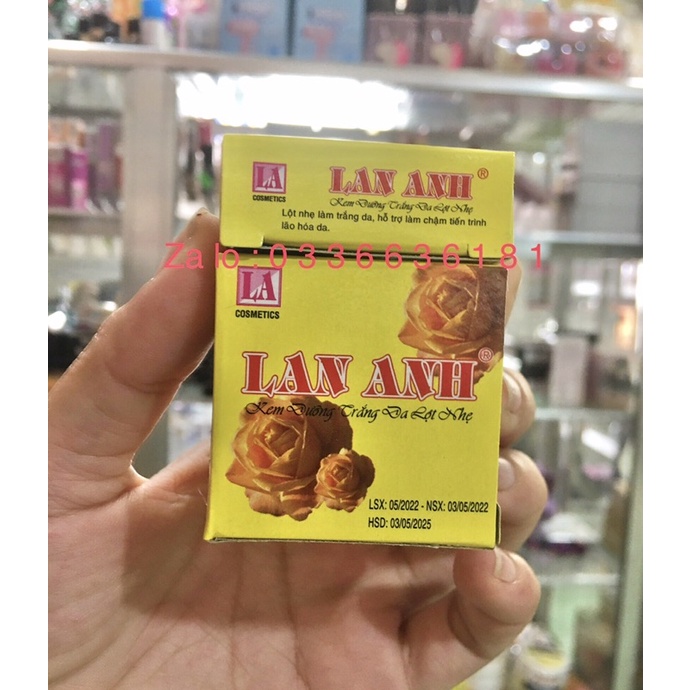 LA
COSMETICS
LAN ANH®
Kem Dưỡng Trắng Da Lột Nhẹ
Lột nhẹ làm trắng da, hỗ trợ làm chậm tiến trình
lão hóa da.
Zalo: 0336636181
LA
COSMETICS
LAN ANH®
Kem Dưỡng Trắng Da Lột Nhẹ
LSX: 05/2022 - NSX: 03/05/2022
HSD: 03/05/2025